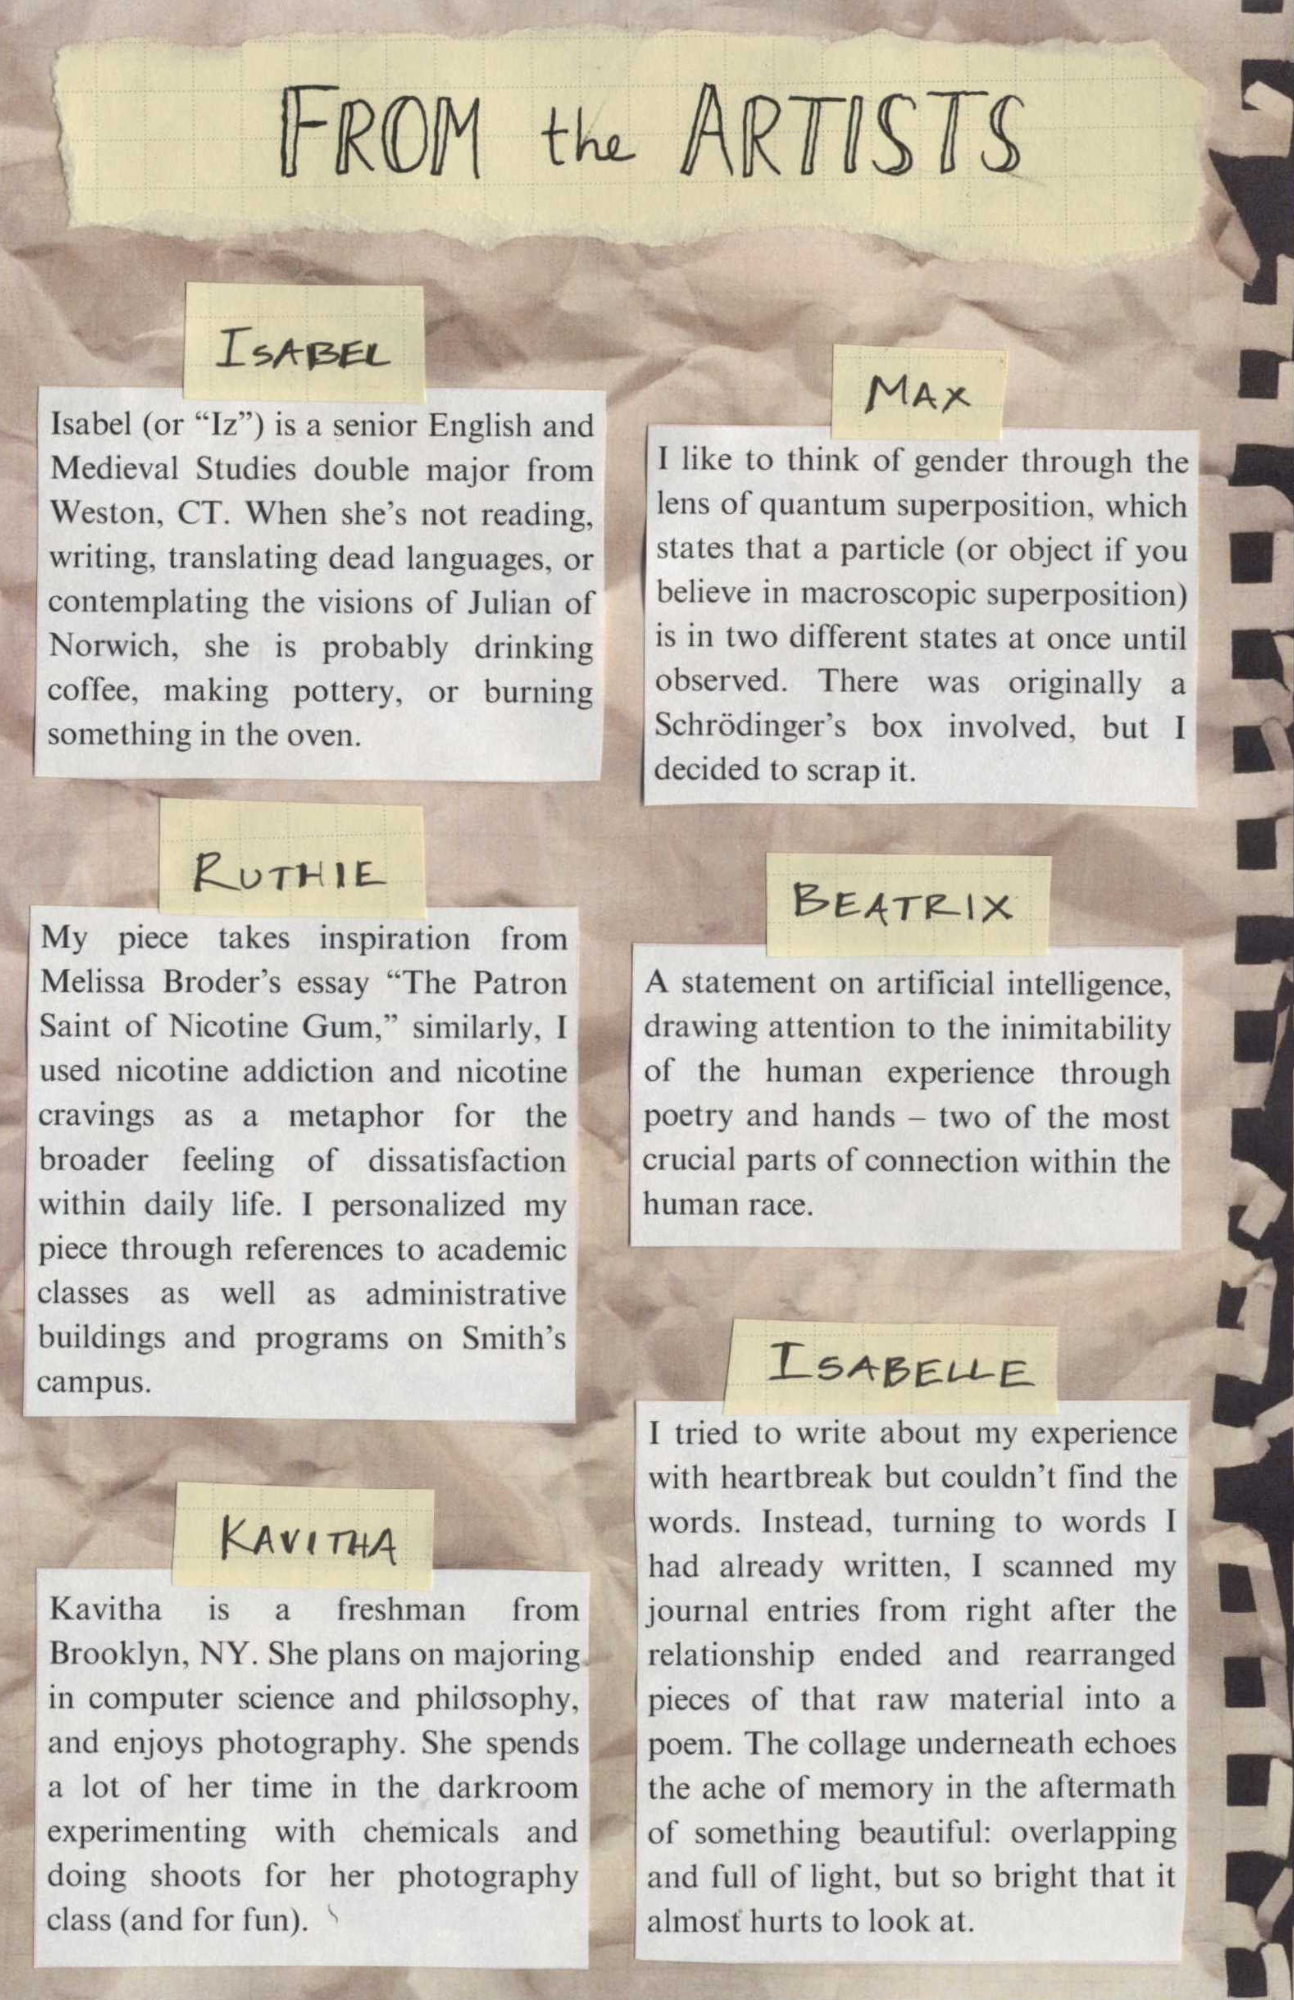 FROM the ARTISTS
ISABEL
Isabel (or “Iz”) is a senior English and
Medieval Studies double major from
Weston, CT. When she’s not reading,
writing, translating dead languages, or
contemplating the visions of Julian of
Norwich, she is probably drinking
coffee, making pottery, or burning
something in the oven.
MAX
I like to think of gender through the
lens of quantum superposition, which
states that a particle (or object if you
believe in macroscopic superposition)
is in two different states at once until
observed. There was originally a
Schrödinger’s box involved, but I
decided to scrap it.
RUTHIE
My piece takes inspiration from
Melissa Broder’s essay “The Patron
Saint of Nicotine Gum,” similarly, I
used nicotine addiction and nicotine
cravings as a metaphor for the
broader feeling of dissatisfaction
within daily life. I personalized my
piece through references to academic
classes as well as administrative
buildings and programs on Smith’s
campus.
BEATRIX
A statement on artificial intelligence,
drawing attention to the inimitability
of the human experience through
poetry and hands – two of the most
crucial parts of connection within the
human race.
KAVITHA
Kavitha is a freshman from
Brooklyn, NY. She plans on majoring
in computer science and philosophy,
and enjoys photography. She spends
a lot of her time in the darkroom
experimenting with chemicals and
doing shoots for her photography
class (and for fun).
ISABELLE
I tried to write about my experience
with heartbreak but couldn’t find the
words. Instead, turning to words I
had already written, I scanned my
journal entries from right after the
relationship ended and rearranged
pieces of that raw material into a
poem. The collage underneath echoes
the ache of memory in the aftermath
of something beautiful: overlapping
and full of light, but so bright that it
almost hurts to look at.